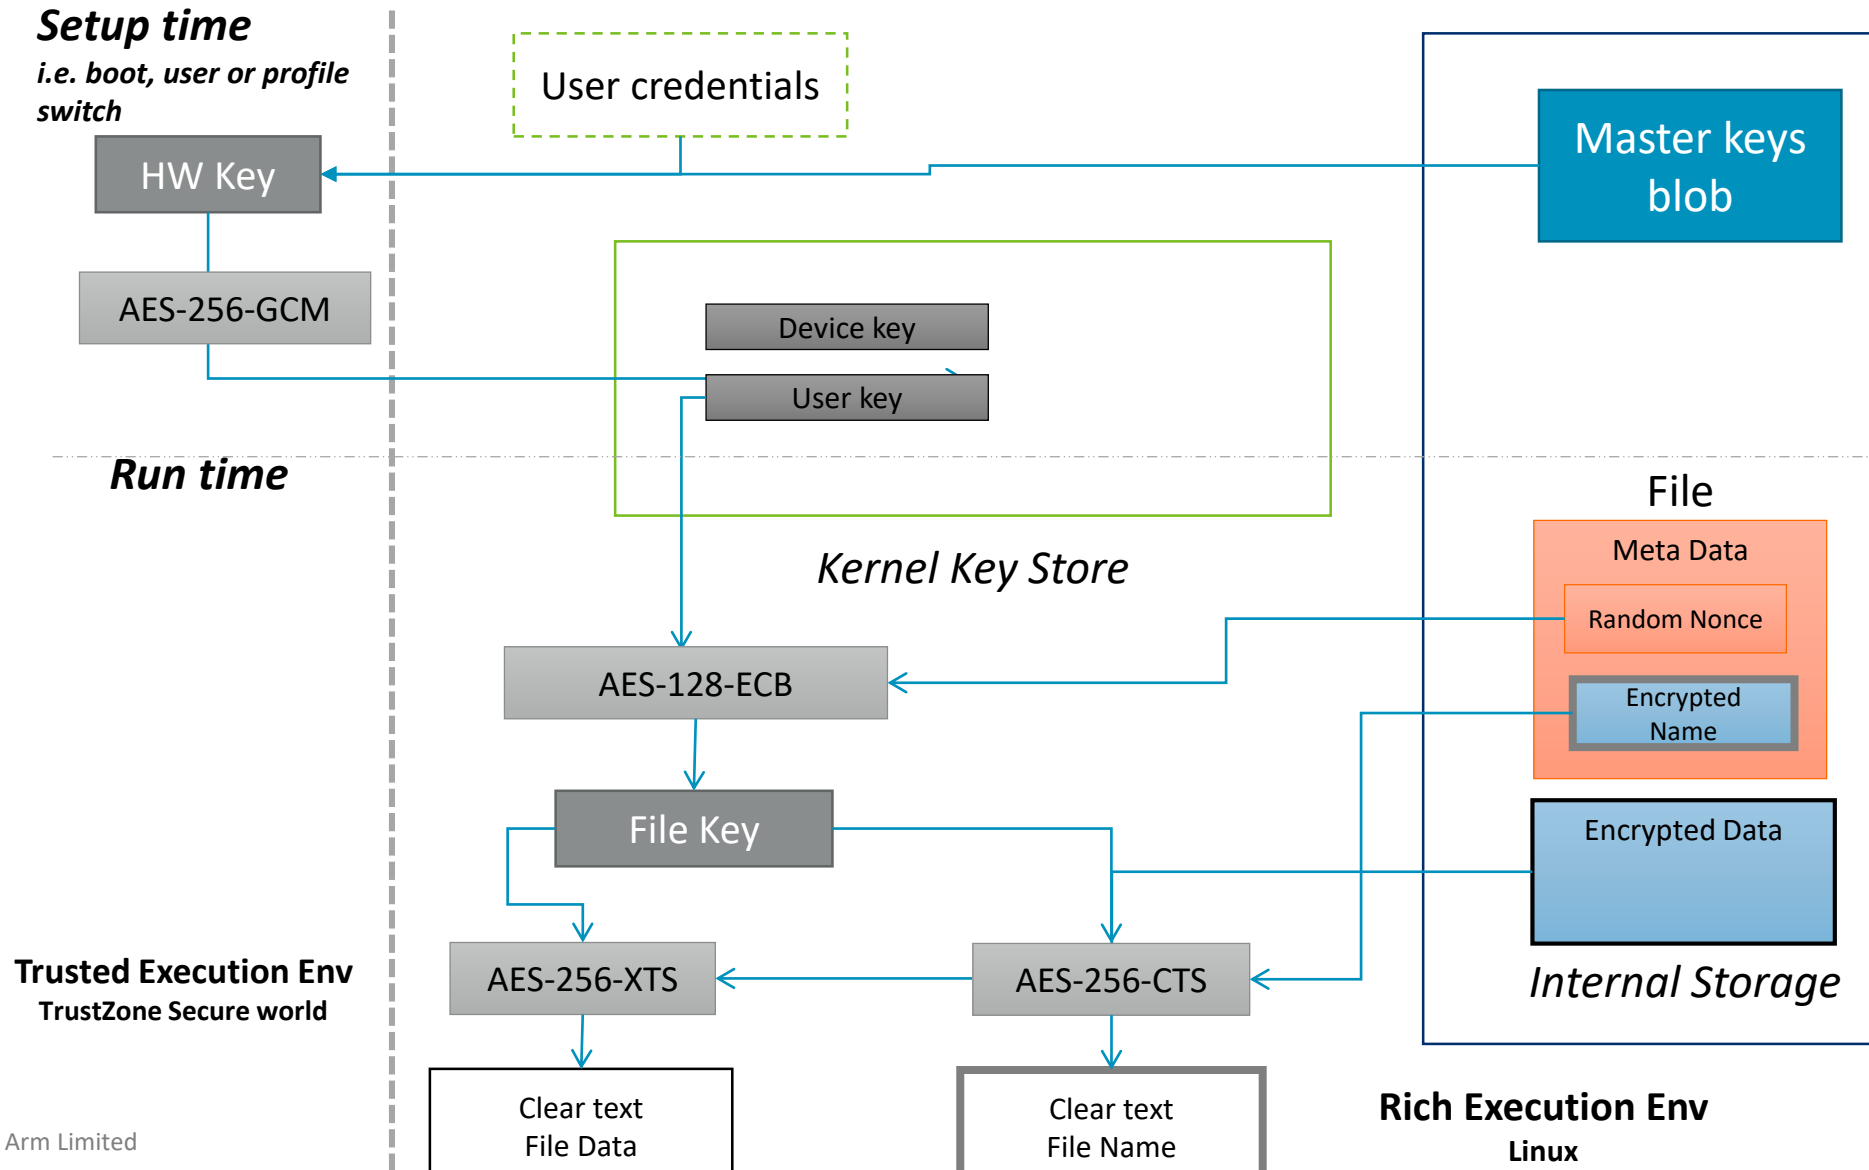 Setup time
i.e. boot, user or profile
switch
User credentials
HW Key
Master keys
blob
AES-256-GCM
Device key
User key
Run time
File
Meta Data
Kernel Key Store
Random Nonce
AES-128-ECB
Encrypted
Name
File Key
Encrypted Data
Trusted Execution Env
TrustZone Secure world
AES-256-XTS
AES-256-CTS
Internal Storage
Clear text
File Data
Clear text
File Name
Rich Execution Env
Linux
Arm Limited